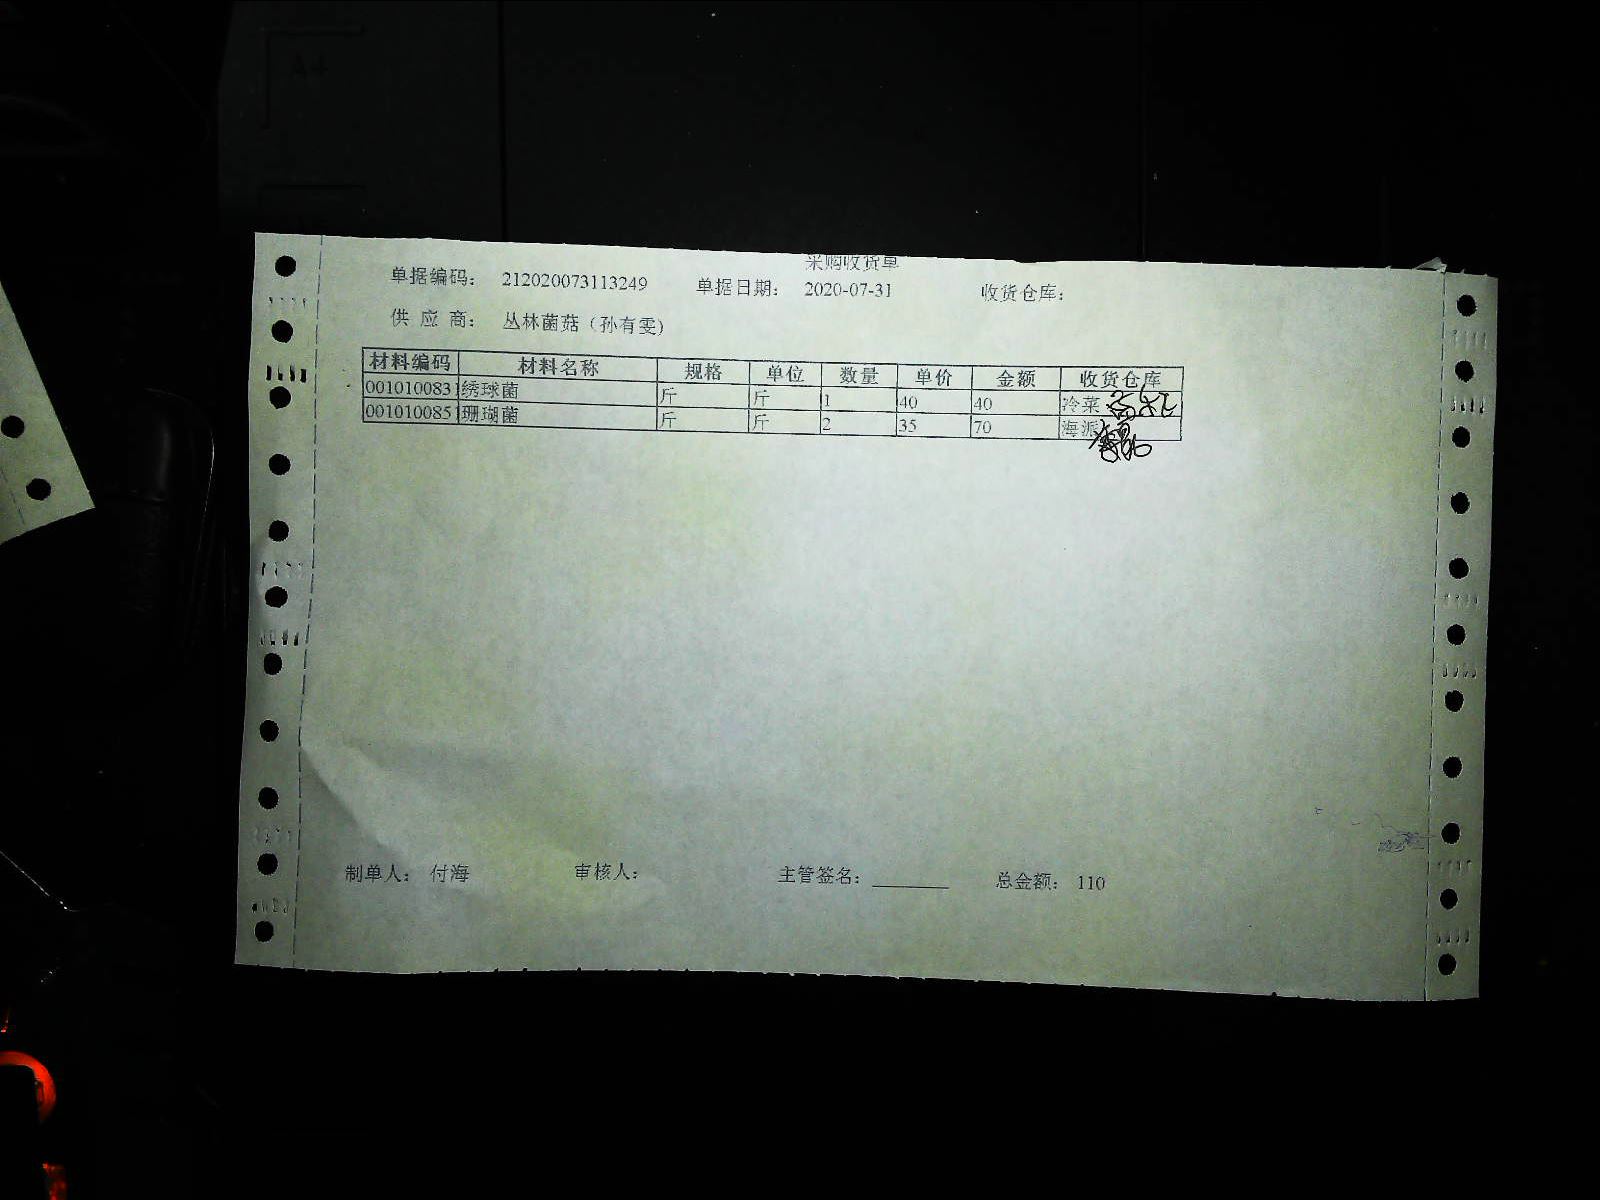 采购收货单
单据编码： 212020073113249 单据日期： 2020-07-31 收货仓库：
供 应 商： 丛林菌菇（孙有雯）
材料编码 材料名称 规格 单位 数量 单价 金额 收货仓库
001010083 绣球菌 斤 斤 1 40 40 冷菜
001010085 珊瑚菌 斤 斤 2 35 70 海派
制单人： 付海 审核人： 主管签名： 总金额： 110